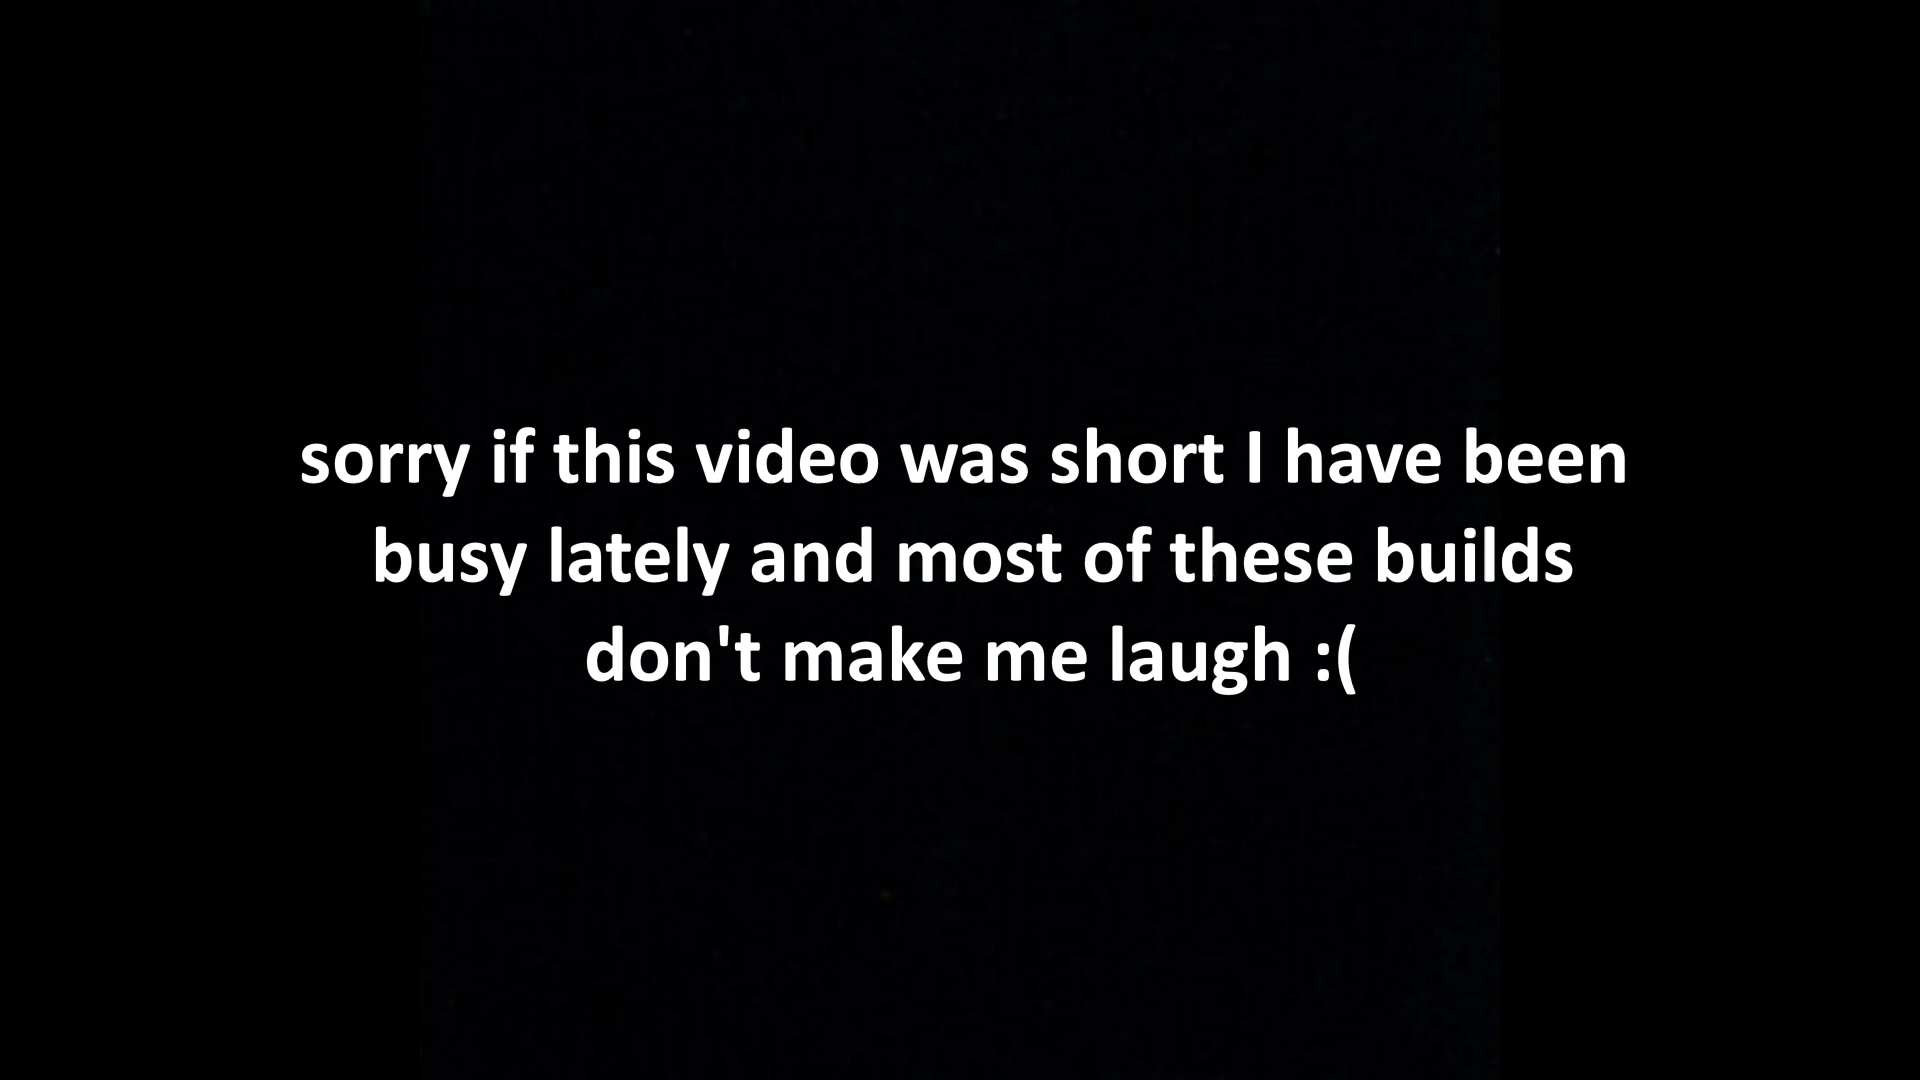 sorry if this video was short I have been
busy lately and most of these builds
don't make me laugh :(